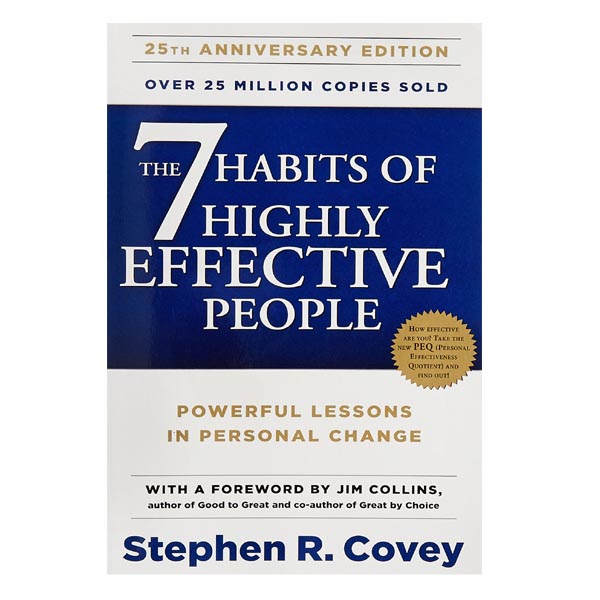 25TH ANNIVERSARY EDITION
OVER 25 MILLION COPIES SOLD
THE 7 HABITS OF
HIGHLY
EFFECTIVE
PEOPLE
How effective
are you? Take the
new PEQ (Personal
Effectiveness
Quotient) and
find out!
POWERFUL LESSONS
IN PERSONAL CHANGE
WITH A FOREWORD BY JIM COLLINS,
author of Good to Great and co-author of Great by Choice
Stephen R. Covey